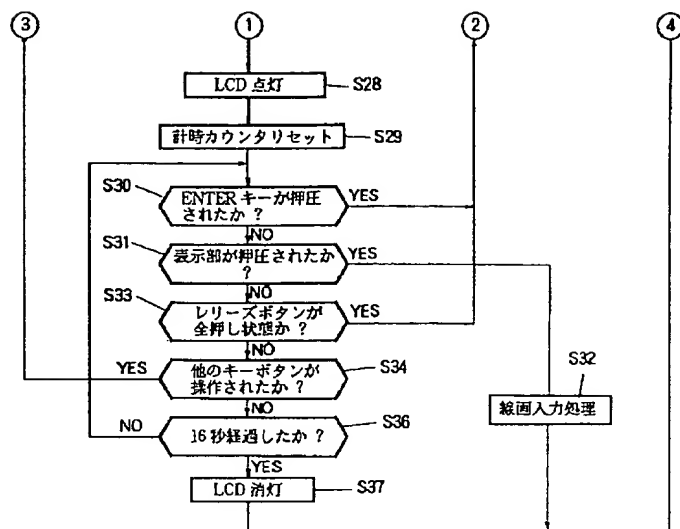 3
1
2
4
LCD 点灯
S28
計時カウンタリセット
S29
S30
ENTER キーが押圧
されたか ?
YES
NO
S31
表示部が押圧されたか
?
YES
NO
S33
レリーズボタンが
全押し状態か ?
YES
NO
YES
他のキーボタンが
操作されたか ?
S34
S32
線画入力処理
NO
NO
16 秒経過したか ?
S36
YES
LCD 消灯
S37